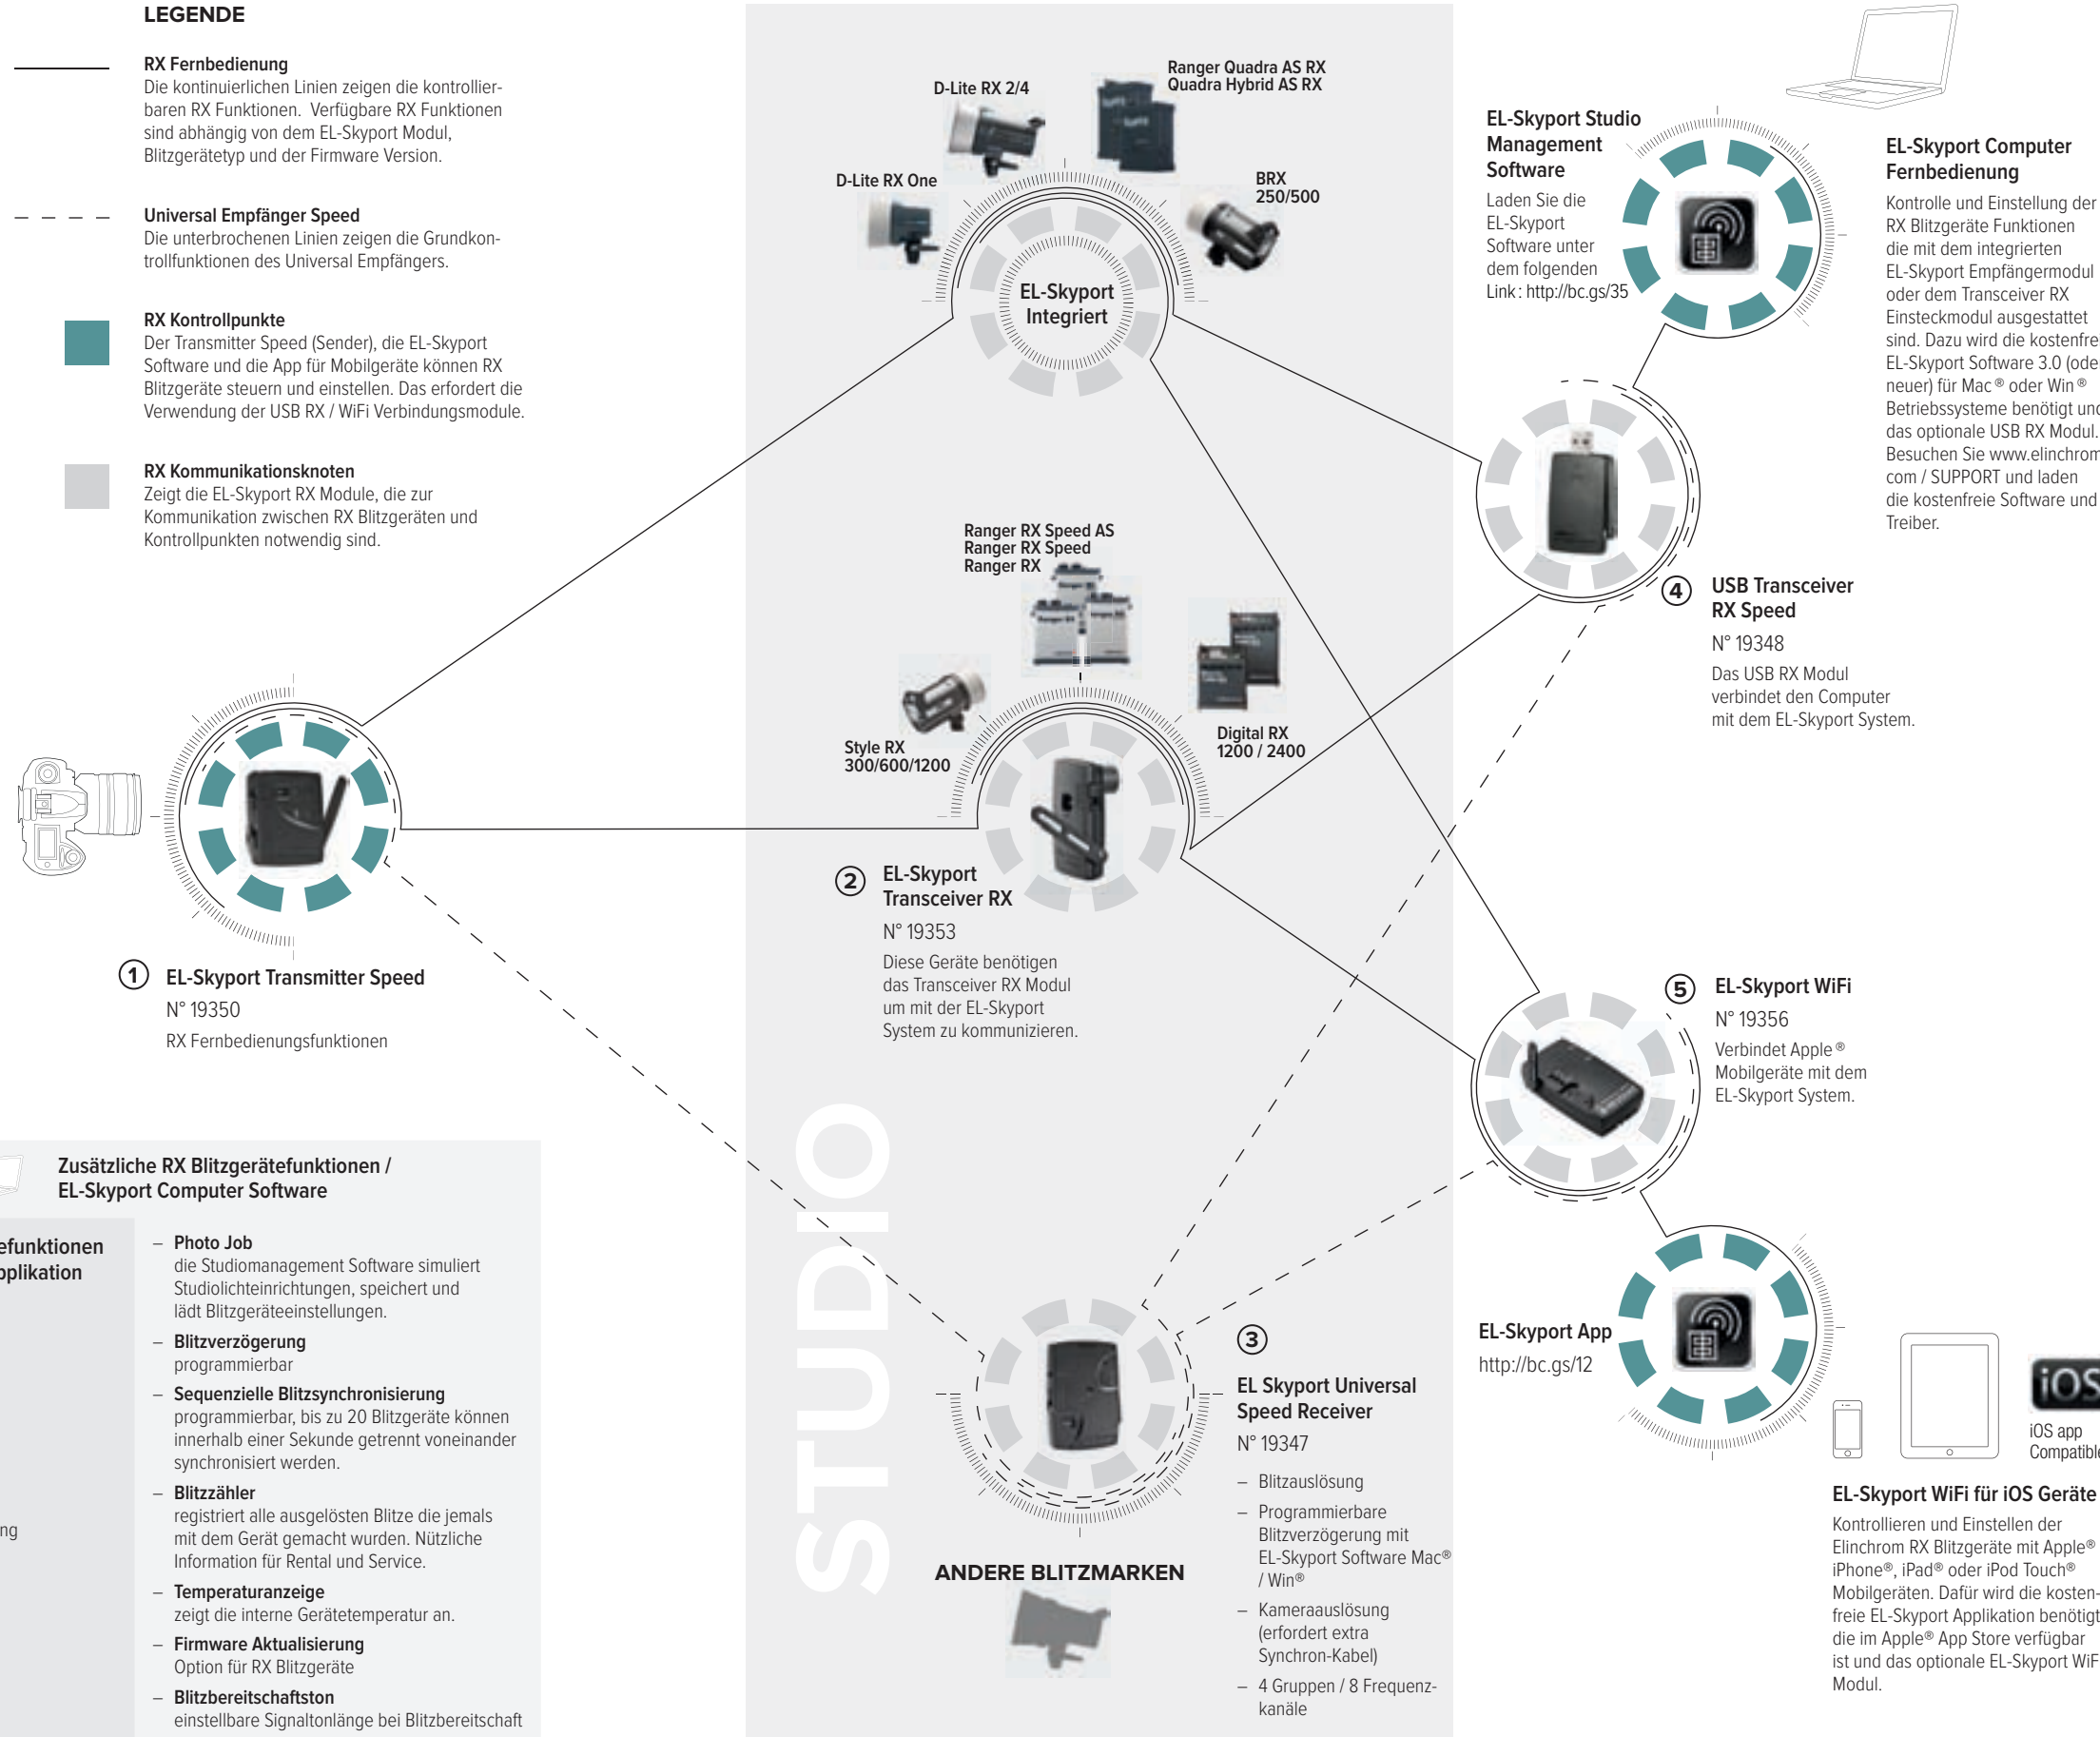 LEGENDE
RX Fernbedienung
Die kontinuierlichen Linien zeigen die kontrollier-
baren RX Funktionen. Verfügbare RX Funktionen
sind abhängig von dem EL-Skyport Modul,
Blitzgerätetyp und der Firmware Version.
Universal Empfänger Speed
Die unterbrochenen Linien zeigen die Grundkon-
trollfunktionen des Universal Empfängers.
RX Kontrollpunkte
Der Transmitter Speed (Sender), die EL-Skyport
Software und die App für Mobilgeräte können RX
Blitzgeräte steuern und einstellen. Das erfordert die
Verwendung der USB RX / WiFi Verbindungsmodule.
RX Kommunikationsknoten
Zeigt die EL-Skyport RX Module, die zur
Kommunikation zwischen RX Blitzgeräten und
Kontrollpunkten notwendig sind.
1 EL-Skyport Transmitter Speed
N° 19350
RX Fernbedienungsfunktionen
Zusätzliche RX Blitzgerätefunktionen /
EL-Skyport Computer Software
efunktionen
pplikation
ng
– Photo Job
die Studiomanagement Software simuliert
Studiolichteinrichtungen, speichert und
lädt Blitzgeräteeinstellungen.
– Blitzverzögerung
programmierbar
– Sequenzielle Blitzsynchronisierung
programmierbar, bis zu 20 Blitzgeräte können
innerhalb einer Sekunde getrennt voneinander
synchronisiert werden.
– Blitzzähler
registriert alle ausgelösten Blitze die jemals
mit dem Gerät gemacht wurden. Nützliche
Information für Rental und Service.
– Temperaturanzeige
zeigt die interne Gerätetemperatur an.
– Firmware Aktualisierung
Option für RX Blitzgeräte
– Blitzbereitschaftston
einstellbare Signaltonlänge bei Blitzbereitschaft
STUDIO
Ranger Quadra AS RX
Quadra Hybrid AS RX
D-Lite RX 2/4
D-Lite RX One
BRX
250/500
EL-Skyport
Integriert
Ranger RX Speed AS
Ranger RX Speed
Ranger RX
Style RX
300/600/1200
Digital RX
1200 / 2400
2 EL-Skyport
Transceiver RX
N° 19353
Diese Geräte benötigen
das Transceiver RX Modul
um mit der EL-Skyport
System zu kommunizieren.
3
EL Skyport Universal
Speed Receiver
N° 19347
– Blitzauslösung
– Programmierbare
Blitzverzögerung mit
EL-Skyport Software Mac®
/ Win®
– Kameraauslösung
(erfordert extra
Synchron-Kabel)
– 4 Gruppen / 8 Frequenz-
kanäle
ANDERE BLITZMARKEN
EL-Skyport Studio
Management
Software
Laden Sie die
EL-Skyport
Software unter
dem folgenden
Link : http://bc.gs/35
EL-Skyport Computer
Fernbedienung
Kontrolle und Einstellung der
RX Blitzgeräte Funktionen
die mit dem integrierten
EL-Skyport Empfängermodul
oder dem Transceiver RX
Einsteckmodul ausgestattet
sind. Dazu wird die kostenfrei
EL-Skyport Software 3.0 (ode
neuer) für Mac ® oder Win ®
Betriebssysteme benötigt und
das optionale USB RX Modul.
Besuchen Sie www.elinchrom
com / SUPPORT und laden
die kostenfreie Software und
Treiber.
4 USB Transceiver
RX Speed
N° 19348
Das USB RX Modul
verbindet den Computer
mit dem EL-Skyport System.
5 EL-Skyport WiFi
N° 19356
Verbindet Apple ®
Mobilgeräte mit dem
EL-Skyport System.
EL-Skyport App
http://bc.gs/12
iOS
iOS app
Compatible
EL-Skyport WiFi für iOS Geräte
Kontrollieren und Einstellen der
Elinchrom RX Blitzgeräte mit Apple®
iPhone®, iPad® oder iPod Touch®
Mobilgeräten. Dafür wird die kosten-
freie EL-Skyport Applikation benötigt
die im Apple® App Store verfügbar
ist und das optionale EL-Skyport WiF
Modul.